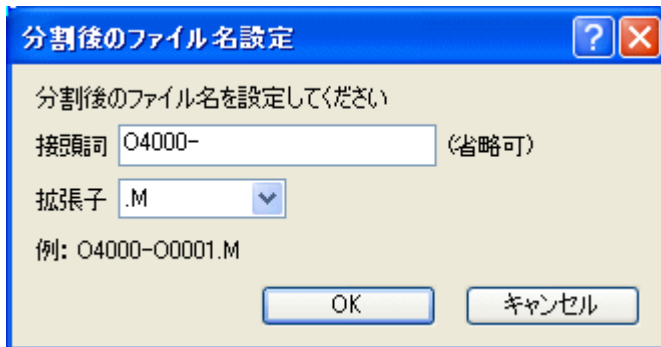 分割後のファイル名設定
分割後のファイル名を設定してください
接頭詞 O4000- (省略可)
拡張子 .M
例: O4000-O0001.M
OK キャンセル